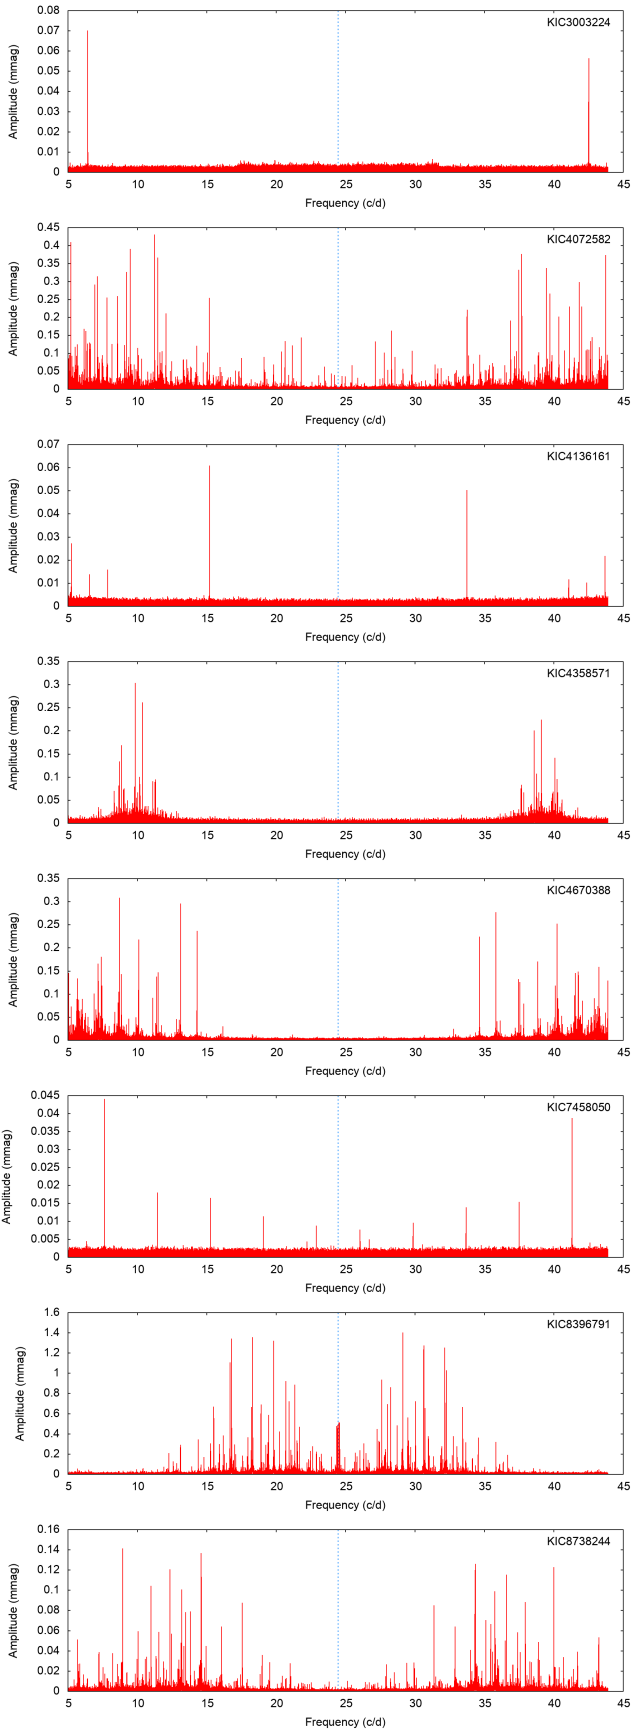 KIC3003224
Amplitude (mmag)
0.08
0.07
0.06
0.05
0.04
0.03
0.02
0.01
0
5 10 15 20 25 30 35 40 45
Frequency (c/d)
KIC4072582
Amplitude (mmag)
0.45
0.4
0.35
0.3
0.25
0.2
0.15
0.1
0.05
0
5 10 15 20 25 30 35 40 45
Frequency (c/d)
KIC4136161
Amplitude (mmag)
0.07
0.06
0.05
0.04
0.03
0.02
0.01
0
5 10 15 20 25 30 35 40 45
Frequency (c/d)
KIC4358571
Amplitude (mmag)
0.35
0.3
0.25
0.2
0.15
0.1
0.05
0
5 10 15 20 25 30 35 40 45
Frequency (c/d)
KIC4670388
Amplitude (mmag)
0.35
0.3
0.25
0.2
0.15
0.1
0.05
0
5 10 15 20 25 30 35 40 45
Frequency (c/d)
KIC7458050
Amplitude (mmag)
0.045
0.04
0.035
0.03
0.025
0.02
0.015
0.01
0.005
0
5 10 15 20 25 30 35 40 45
Frequency (c/d)
KIC8396791
Amplitude (mmag)
1.6
1.4
1.2
1
0.8
0.6
0.4
0.2
0
5 10 15 20 25 30 35 40 45
Frequency (c/d)
KIC8738244
Amplitude (mmag)
0.16
0.14
0.12
0.1
0.08
0.06
0.04
0.02
0
5 10 15 20 25 30 35 40 45
Frequency (c/d)